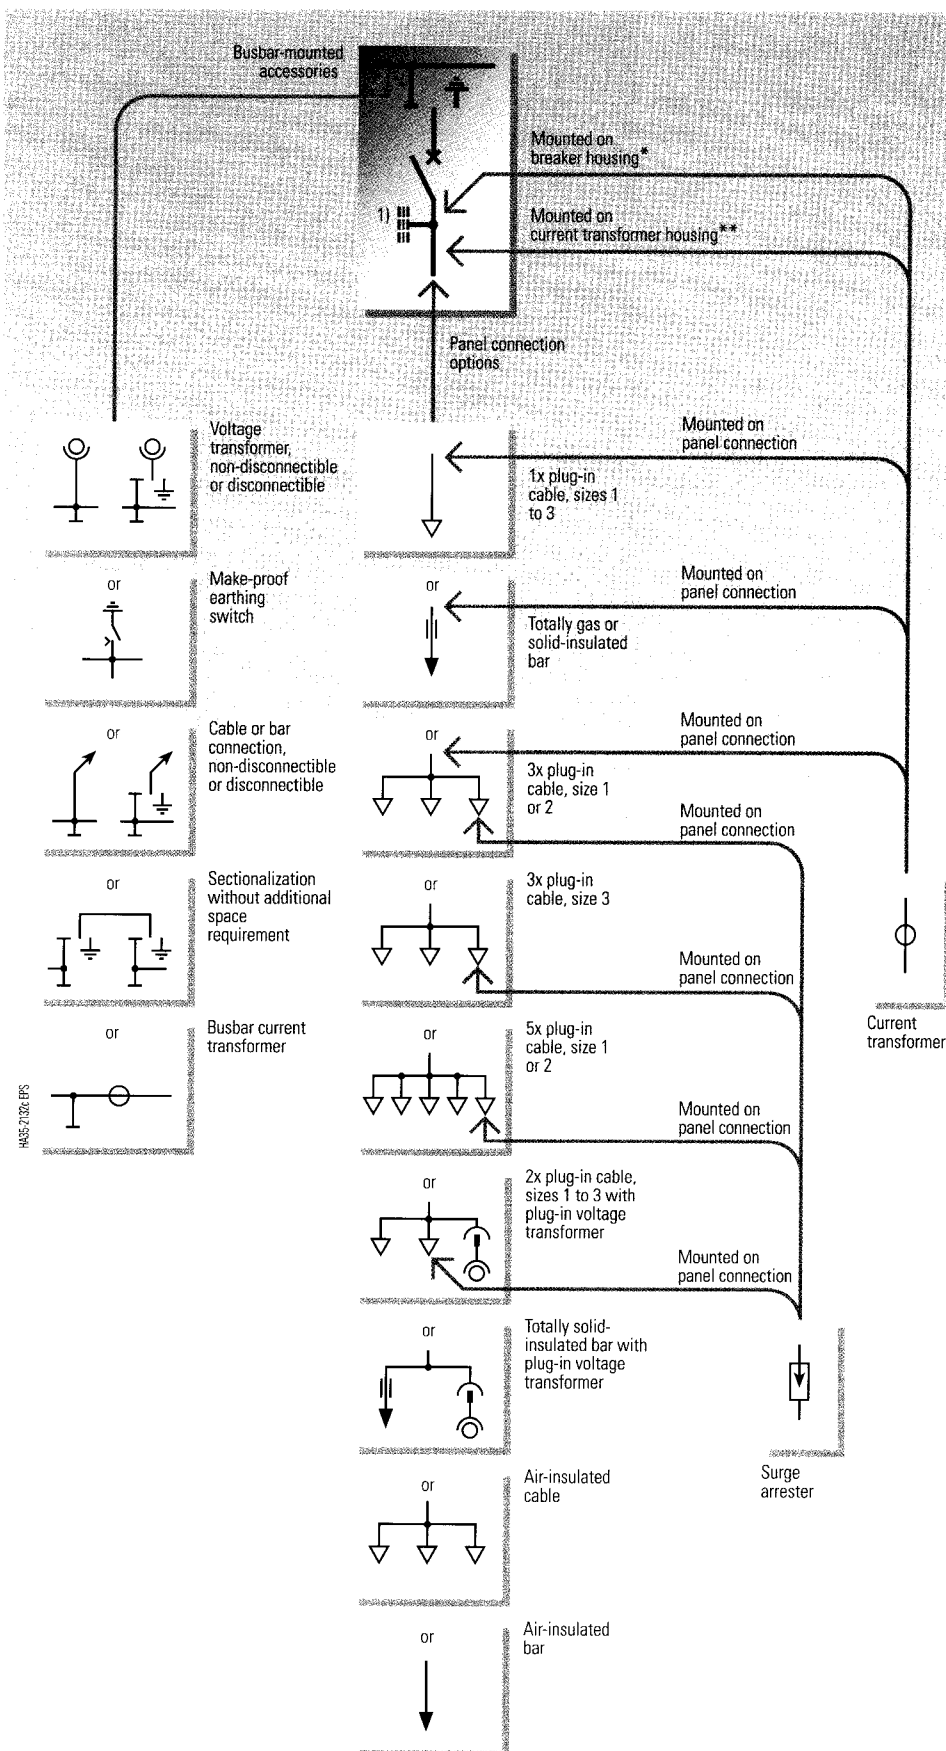 Busbar-mounted
accessories
Mounted on
breaker housing*
1)
Mounted on
current transformer housing**
Panel connection
options
Voltage
transformer,
non-disconnectible
or disconnectible
Mounted on
panel connection
1x plug-in
cable, sizes 1
to 3
or
Make-proof
earthing
switch
or
Mounted on
panel connection
Totally gas or
solid-insulated
bar
or
Cable or bar
connection,
non-disconnectible
or disconnectible
or
Mounted on
panel connection
3x plug-in
cable, size 1
or 2
Mounted on
panel connection
or
Sectionalization
without additional
space
requirement
or
3x plug-in
cable, size 3
Mounted on
panel connection
Current
transformer
or
Busbar current
transformer
or
5x plug-in
cable, size 1
or 2
Mounted on
panel connection
HA35-2132c EPS
or
2x plug-in cable,
sizes 1 to 3 with
plug-in voltage
transformer
Mounted on
panel connection
or
Totally solid-
insulated bar with
plug-in voltage
transformer
Surge
arrester
or
Air-insulated
cable
or
Air-insulated
bar